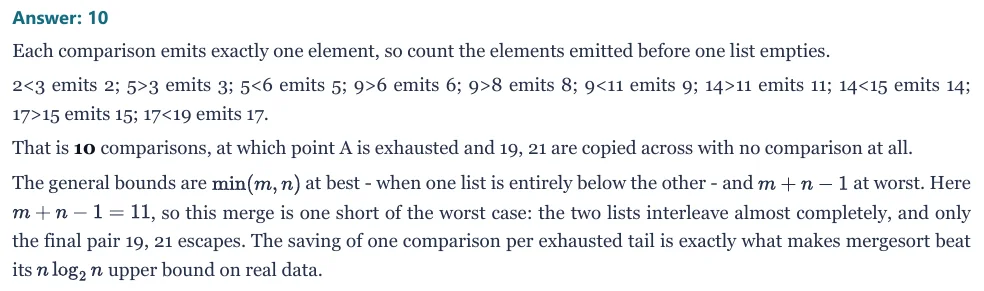 Answer: 10
Each comparison emits exactly one element, so count the elements emitted before one list empties.
2<3 emits 2; 5>3 emits 3; 5<6 emits 5; 9>6 emits 6; 9>8 emits 8; 9<11 emits 9; 14>11 emits 11; 14<15 emits 14;
17>15 emits 15; 17<19 emits 17.
That is 10 comparisons, at which point A is exhausted and 19, 21 are copied across with no comparison at all.
The general bounds are min(m, n) at best - when one list is entirely below the other - and m + n − 1 at worst. Here
m + n − 1 = 11, so this merge is one short of the worst case: the two lists interleave almost completely, and only
the final pair 19, 21 escapes. The saving of one comparison per exhausted tail is exactly what makes mergesort beat
its n log₂ n upper bound on real data.